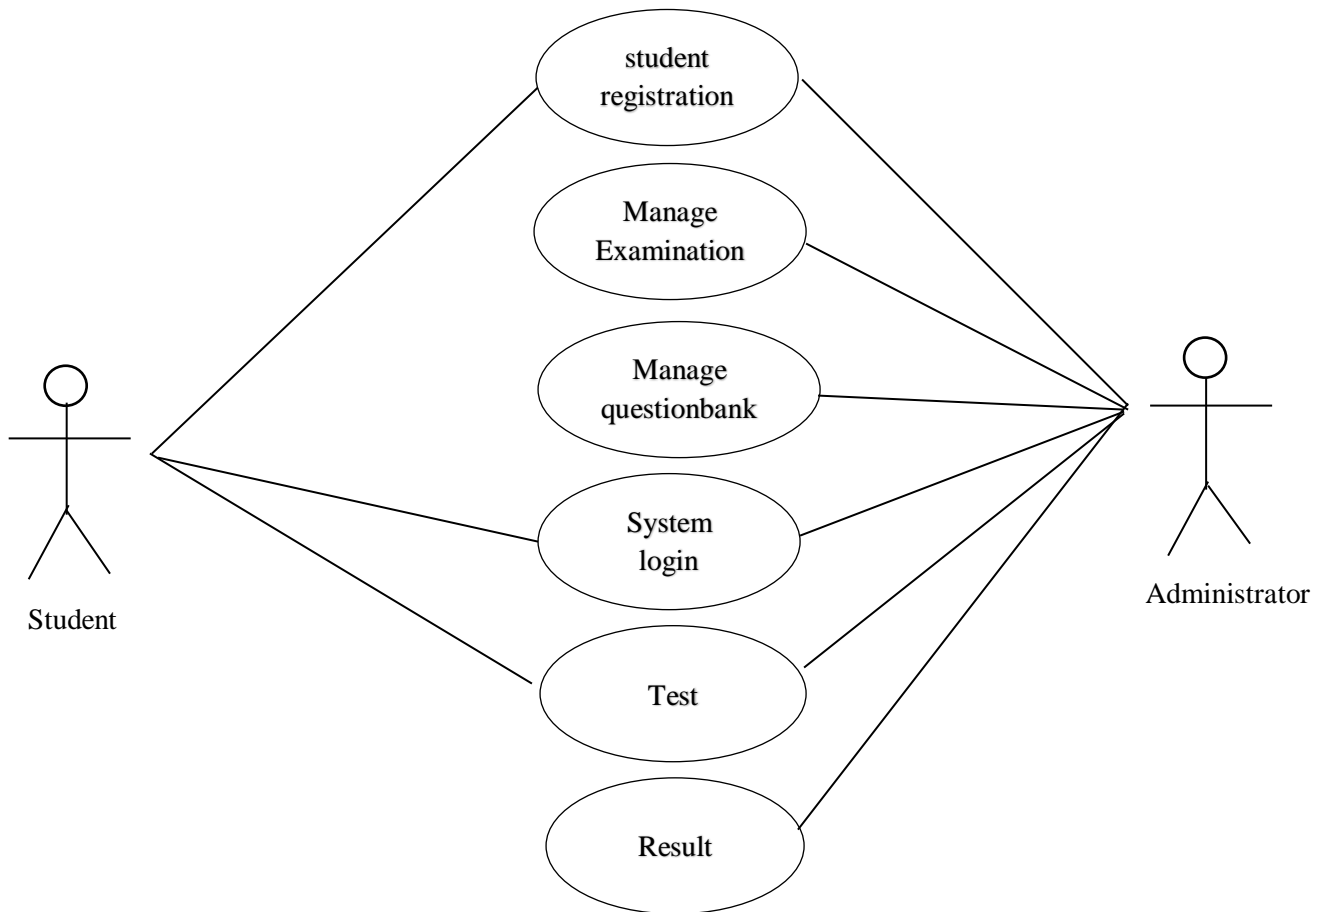 student
registration
Manage
Examination
Manage
questionbank
System
login
Student
Administrator
Test
Result